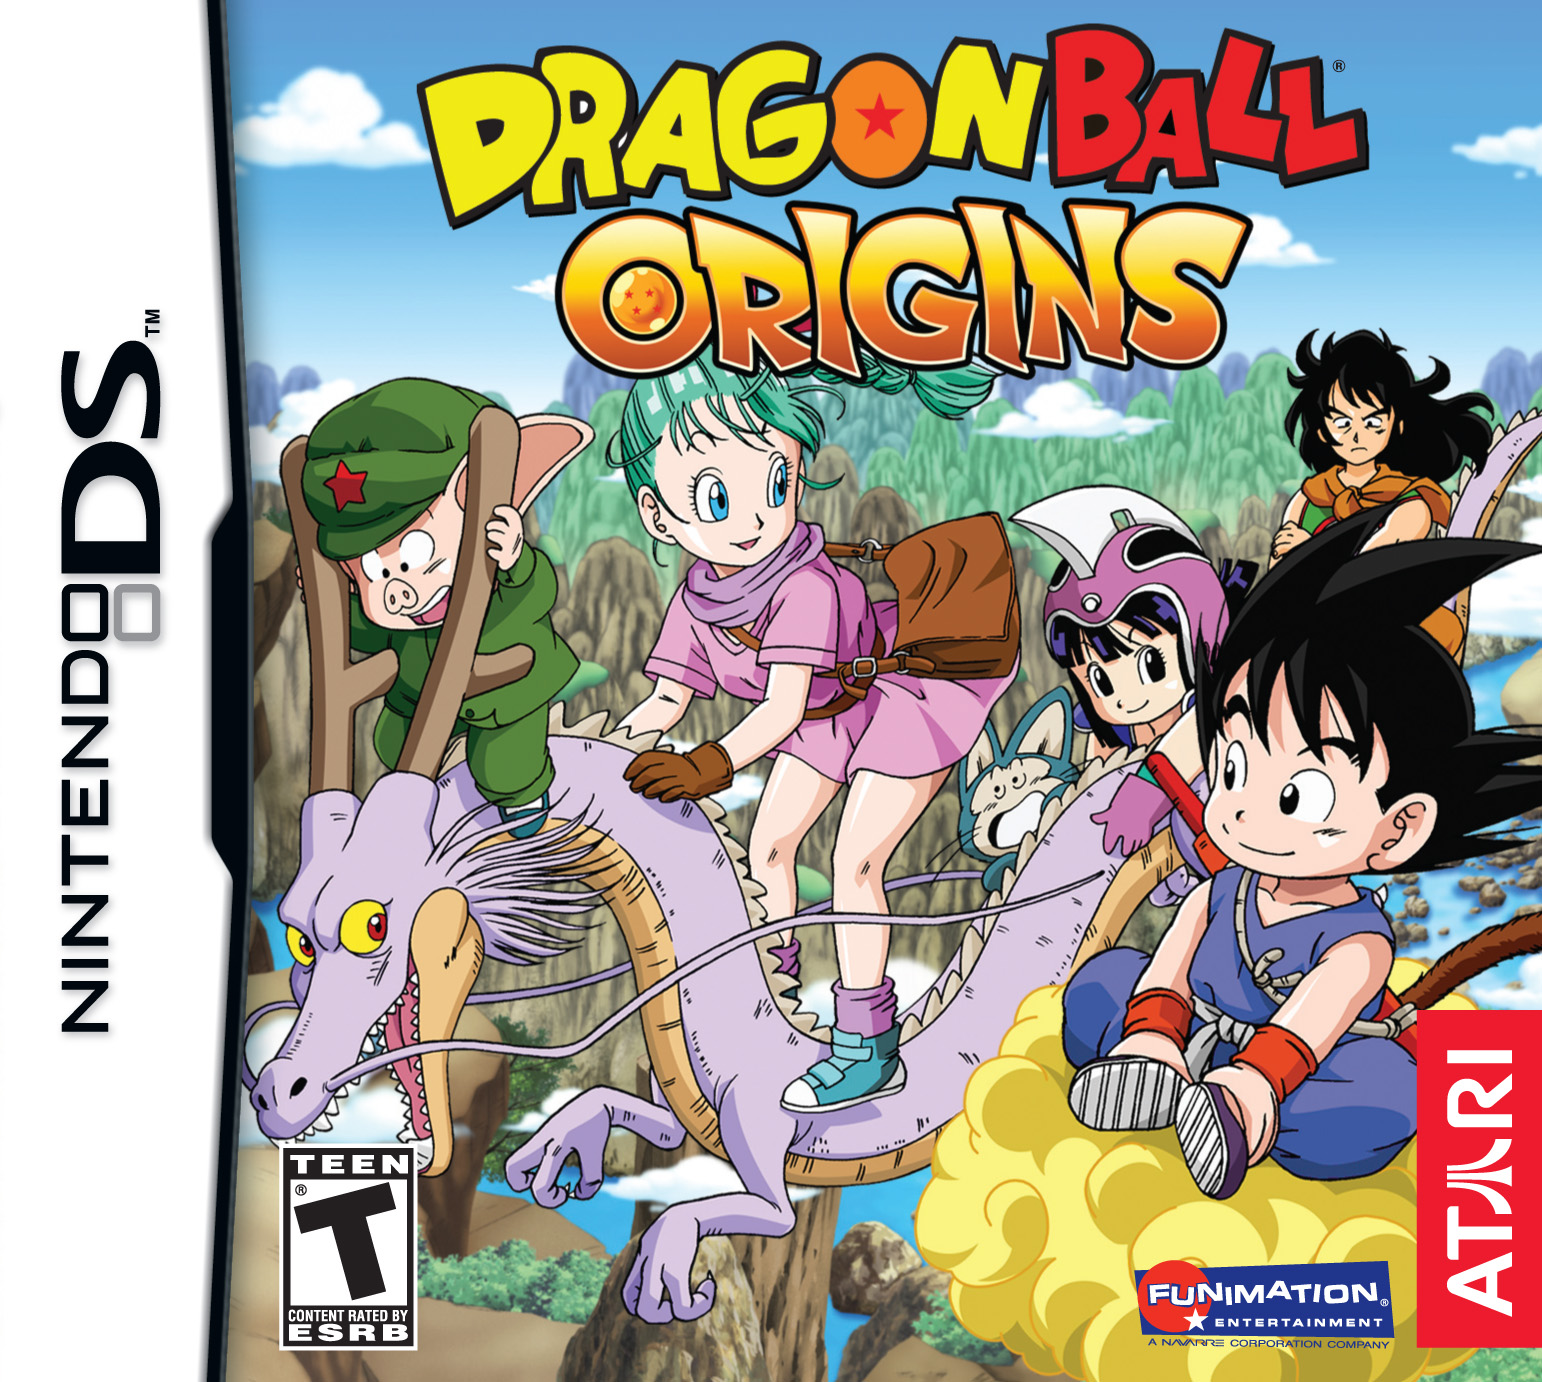 NINTENDO DS™
DRAGON BALL®
ORIGINS
TEEN
T®
CONTENT RATED BY
ESRB
FUNIMATION®
ENTERTAINMENT
A NAVARRE CORPORATION COMPANY
ATARI